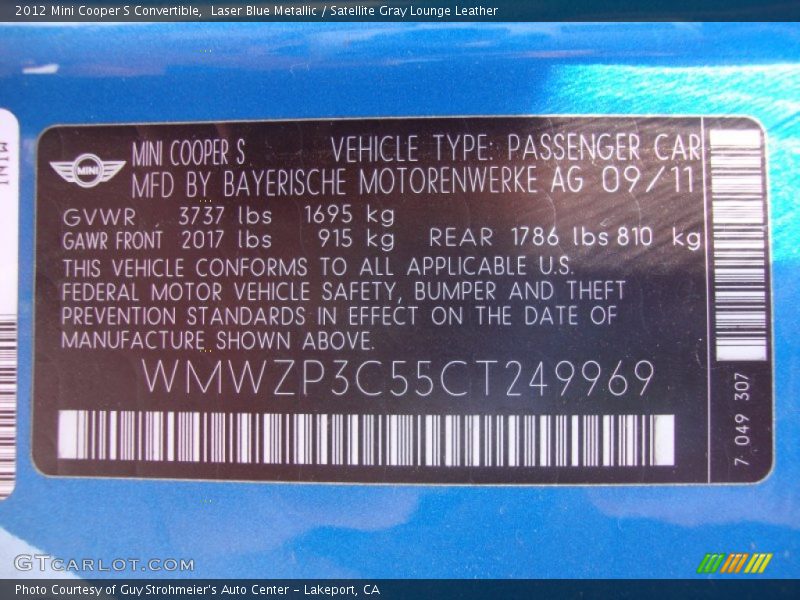 2012 Mini Cooper S Convertible, Laser Blue Metallic / Satellite Gray Lounge Leather
MINI
MINI COOPER S VEHICLE TYPE: PASSENGER CAR
MFD BY BAYERISCHE MOTORENWERKE AG 09/11
GVWR 3737 lbs 1695 kg
GAWR FRONT 2017 lbs 915 kg REAR 1786 lbs 810 kg
THIS VEHICLE CONFORMS TO ALL APPLICABLE U.S.
FEDERAL MOTOR VEHICLE SAFETY, BUMPER AND THEFT
PREVENTION STANDARDS IN EFFECT ON THE DATE OF
MANUFACTURE SHOWN ABOVE.
WMWZP3C55CT249969
7 049 307
GTCARLOT.COM
Photo Courtesy of Guy Strohmeier's Auto Center - Lakeport, CA